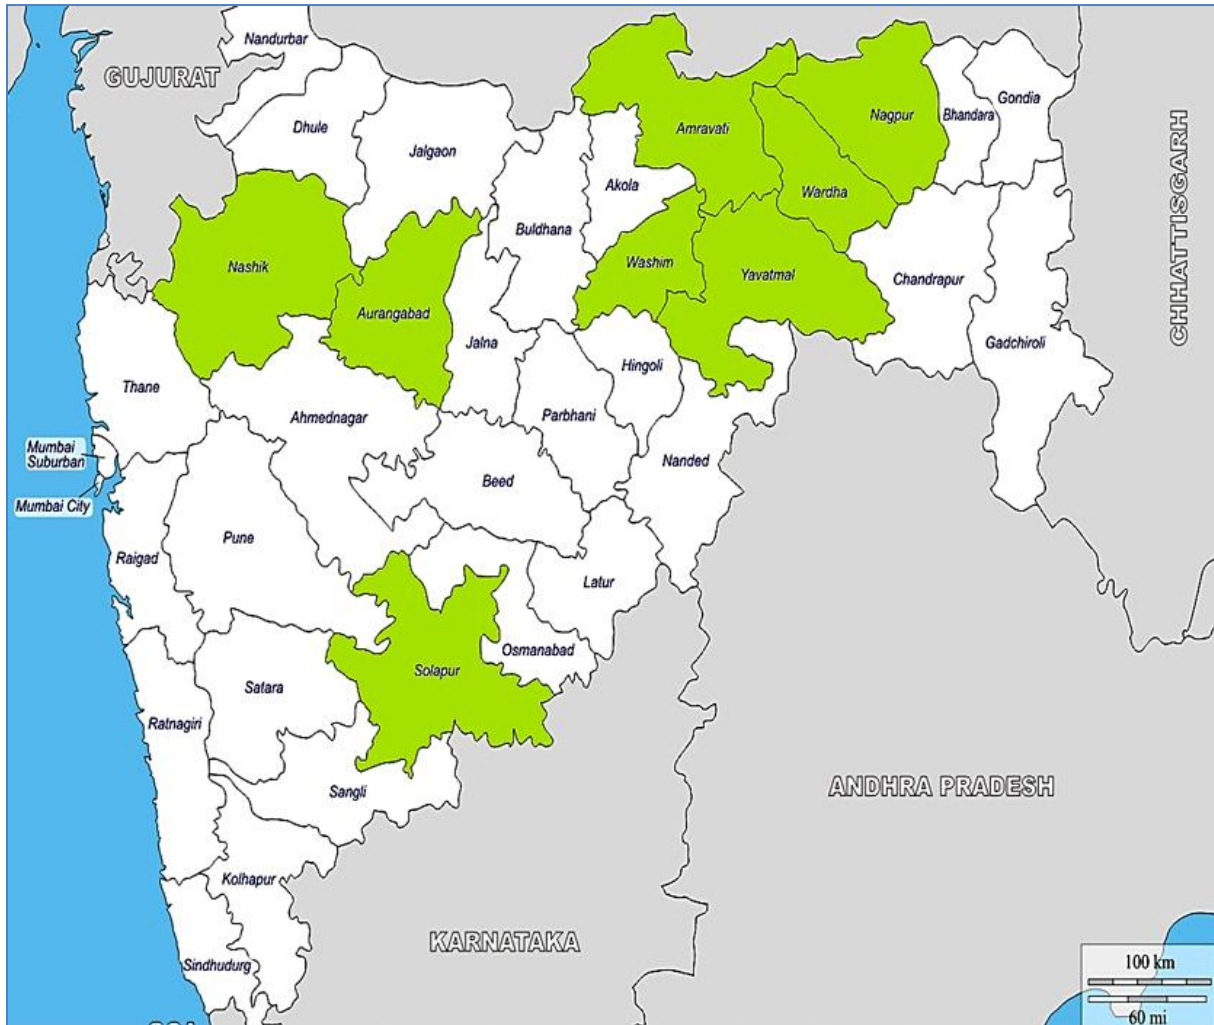 Nandurbar
GUJURAT
Dhule
Jalgaon
Amravati
Nagpur
Bhandara
Gondia
Akola
Wardha
Buldhana
Nashik
Washim
Yavatmal
Chandrapur
CHHATTISGARH
Aurangabad
Jalna
Hingoli
Gadchiroli
Thane
Ahmednagar
Parbhani
Mumbai
Suburban
Mumbai City
Beed
Nanded
Pune
Raigad
Latur
Osmanabad
Solapur
Satara
Ratnagiri
Sangli
ANDHRA PRADESH
Kolhapur
KARNATAKA
Sindhudurg
100 km
60 mi